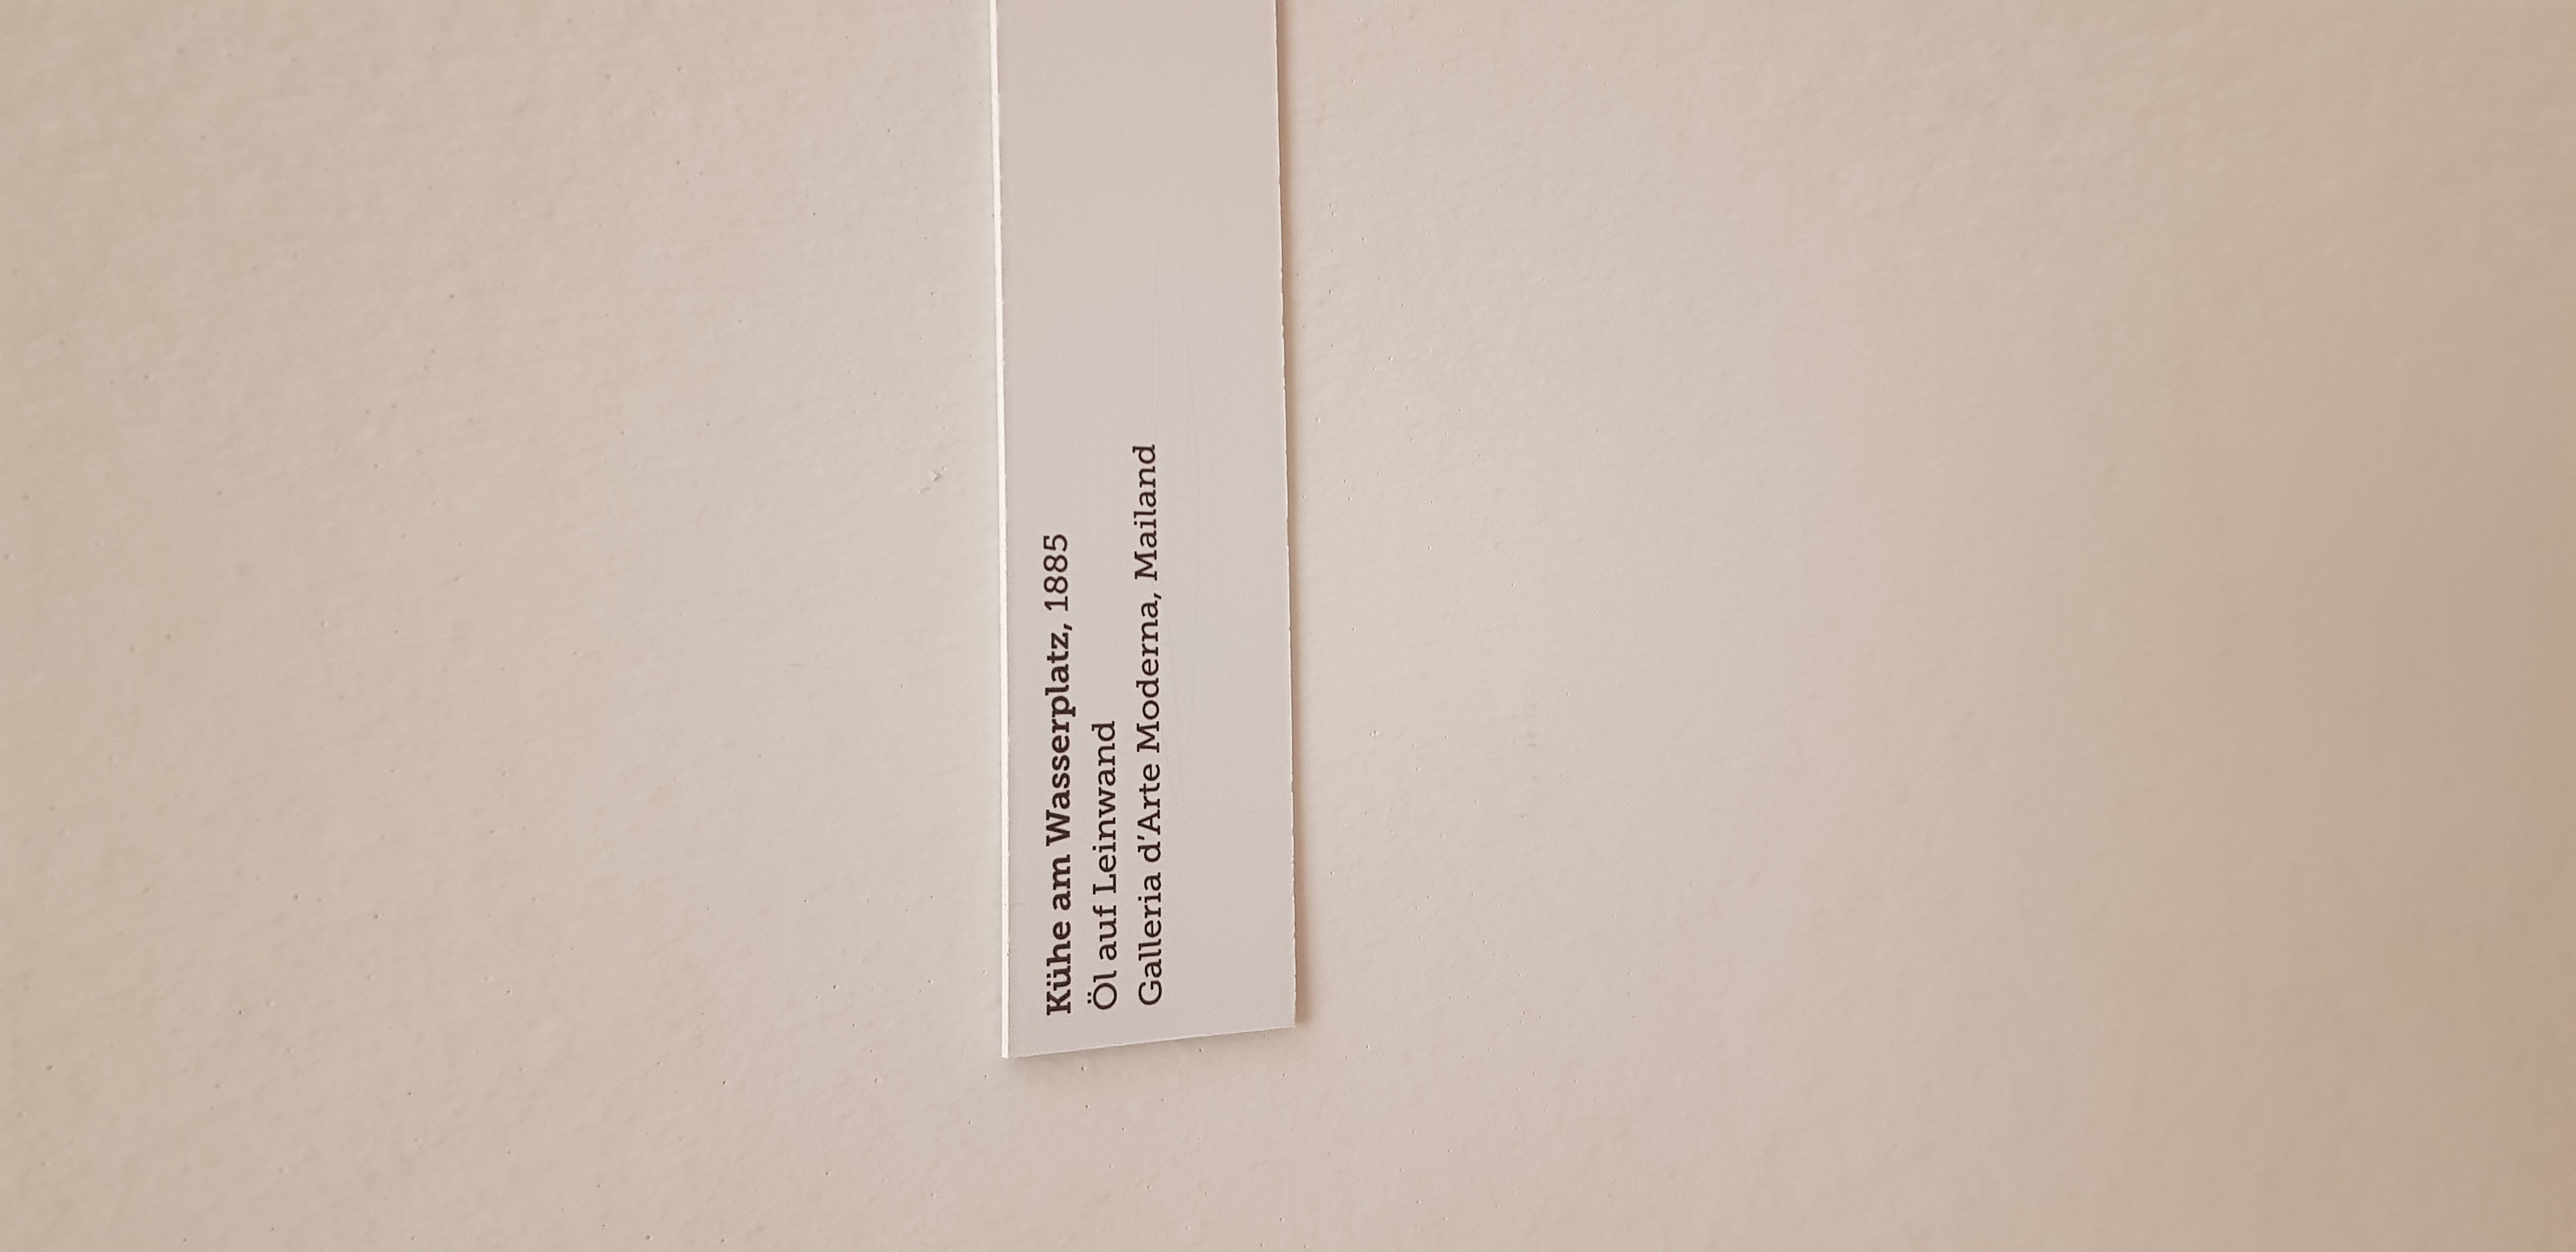 Kühe am Wasserplatz, 1885
Öl auf Leinwand
Galleria d'Arte Moderna, Mailand